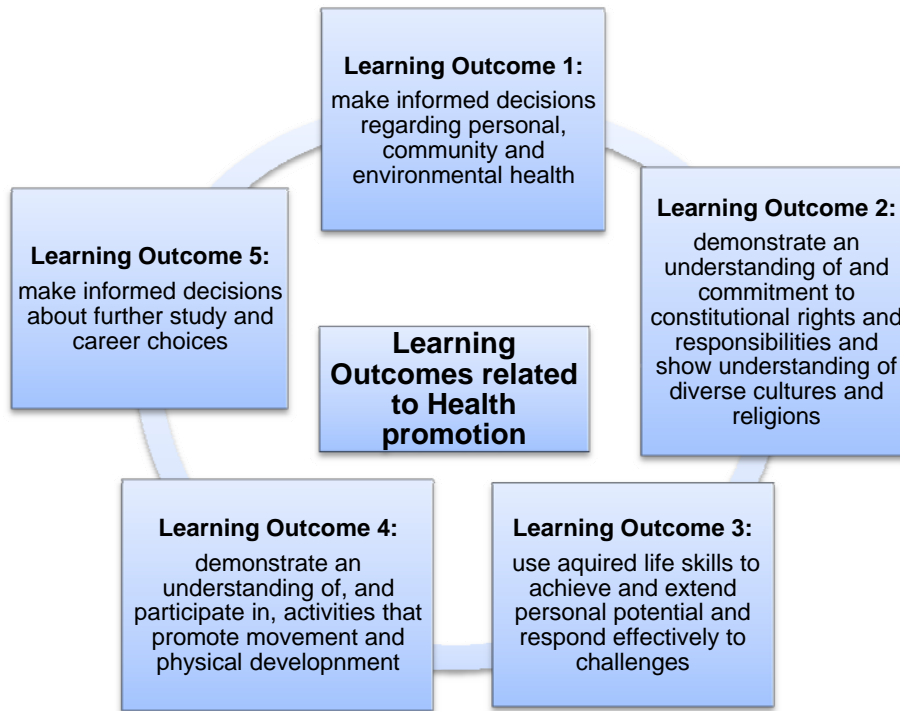 Learning Outcome 1:
make informed decisions
regarding personal,
community and
environmental health
Learning Outcome 2:
demonstrate an
understanding of and
commitment to
constitutional rights and
responsibilities and
show understanding of
diverse cultures and
religions
Learning Outcome 3:
use aquired life skills to
achieve and extend
personal potential and
respond effectively to
challenges
Learning Outcome 4:
demonstrate an
understanding of, and
participate in, activities that
promote movement and
physical developnment
Learning Outcome 5:
make informed decisions
about further study and
career choices
Learning
Outcomes related
to Health
promotion